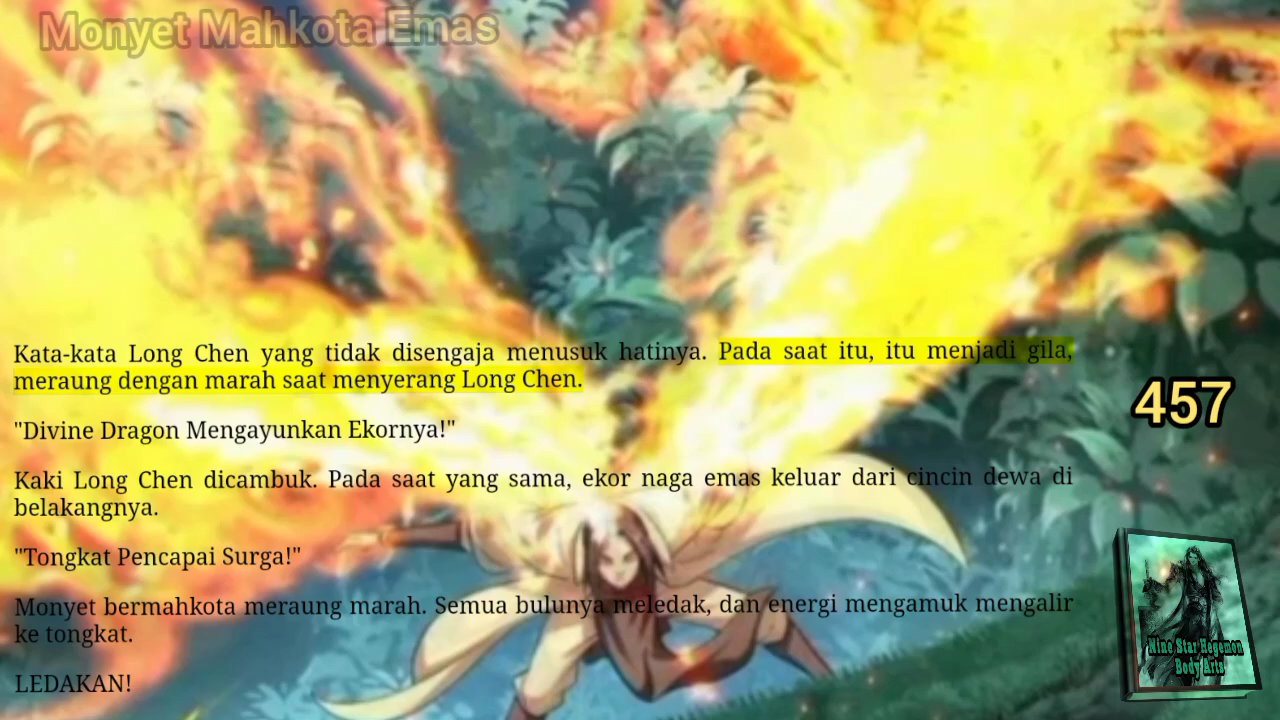 Monyet Mahkota Emas
Kata-kata Long Chen yang tidak disengaja menusuk hatinya. Pada saat itu, itu menjadi gila,
meraung dengan marah saat menyerang Long Chen.
"Divine Dragon Mengayunkan Ekornya!"
Kaki Long Chen dicambuk. Pada saat yang sama, ekor naga emas keluar dari cincin dewa di
belakangnya.
"Tongkat Pencapai Surga!"
Monyet bermahkota meraung marah. Semua bulunya meledak, dan energi mengamuk mengalir
ke tongkat.
LEDAKAN!
457
Nine Star Hegemon
Body Arts